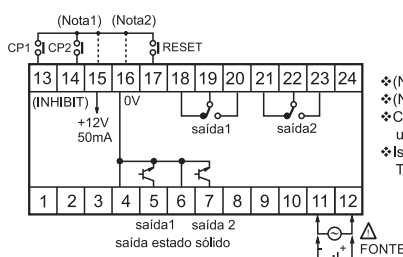 (Nota1) (Nota2)
CP1 CP2 RESET
13 14 15 16 17 18 19 20 21 22 23 24
(INHIBIT) 0V
+12V
50mA
saída1 saída2
1 2 3 4 5 6 7 8 9 10 11 12
saída1 saída 2
saída estado sólido
FONTE
❖(N
❖(N
❖C
u
❖Is
T